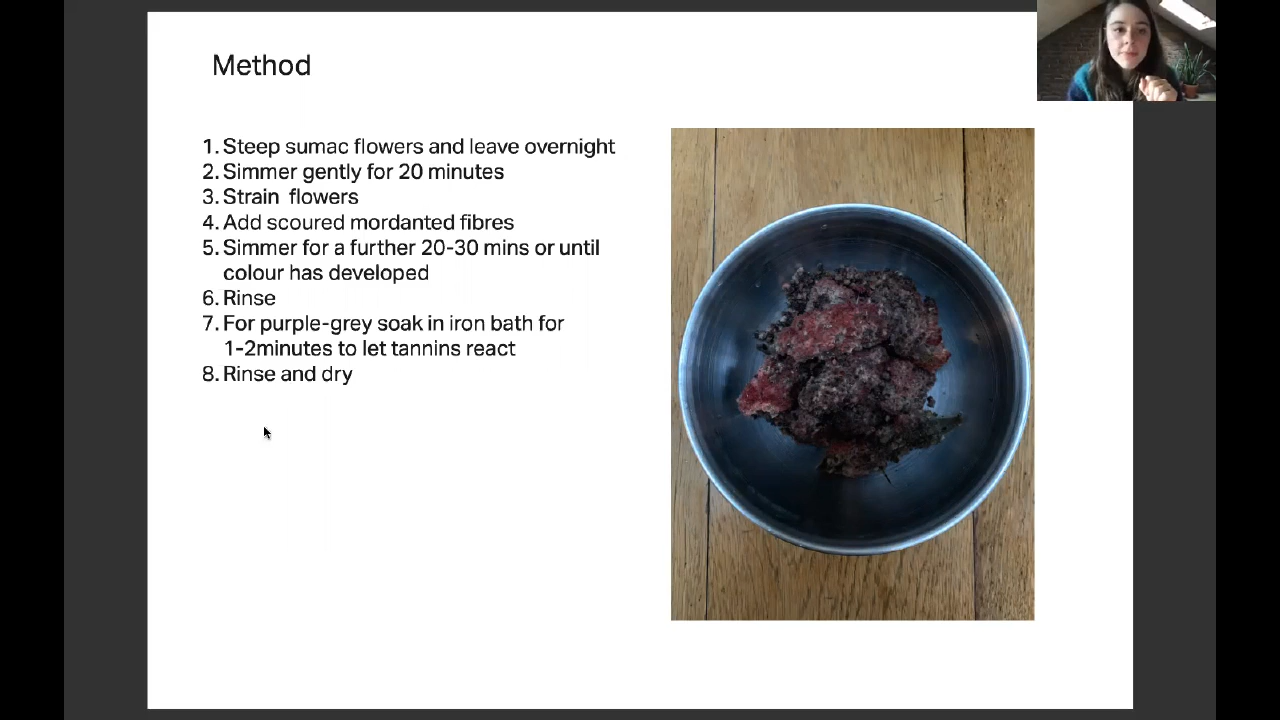 Method
1. Steep sumac flowers and leave overnight
2. Simmer gently for 20 minutes
3. Strain  flowers
4. Add scoured mordanted fibres
5. Simmer for a further 20-30 mins or until
colour has developed
6. Rinse
7. For purple-grey soak in iron bath for
1-2minutes to let tannins react
8. Rinse and dry